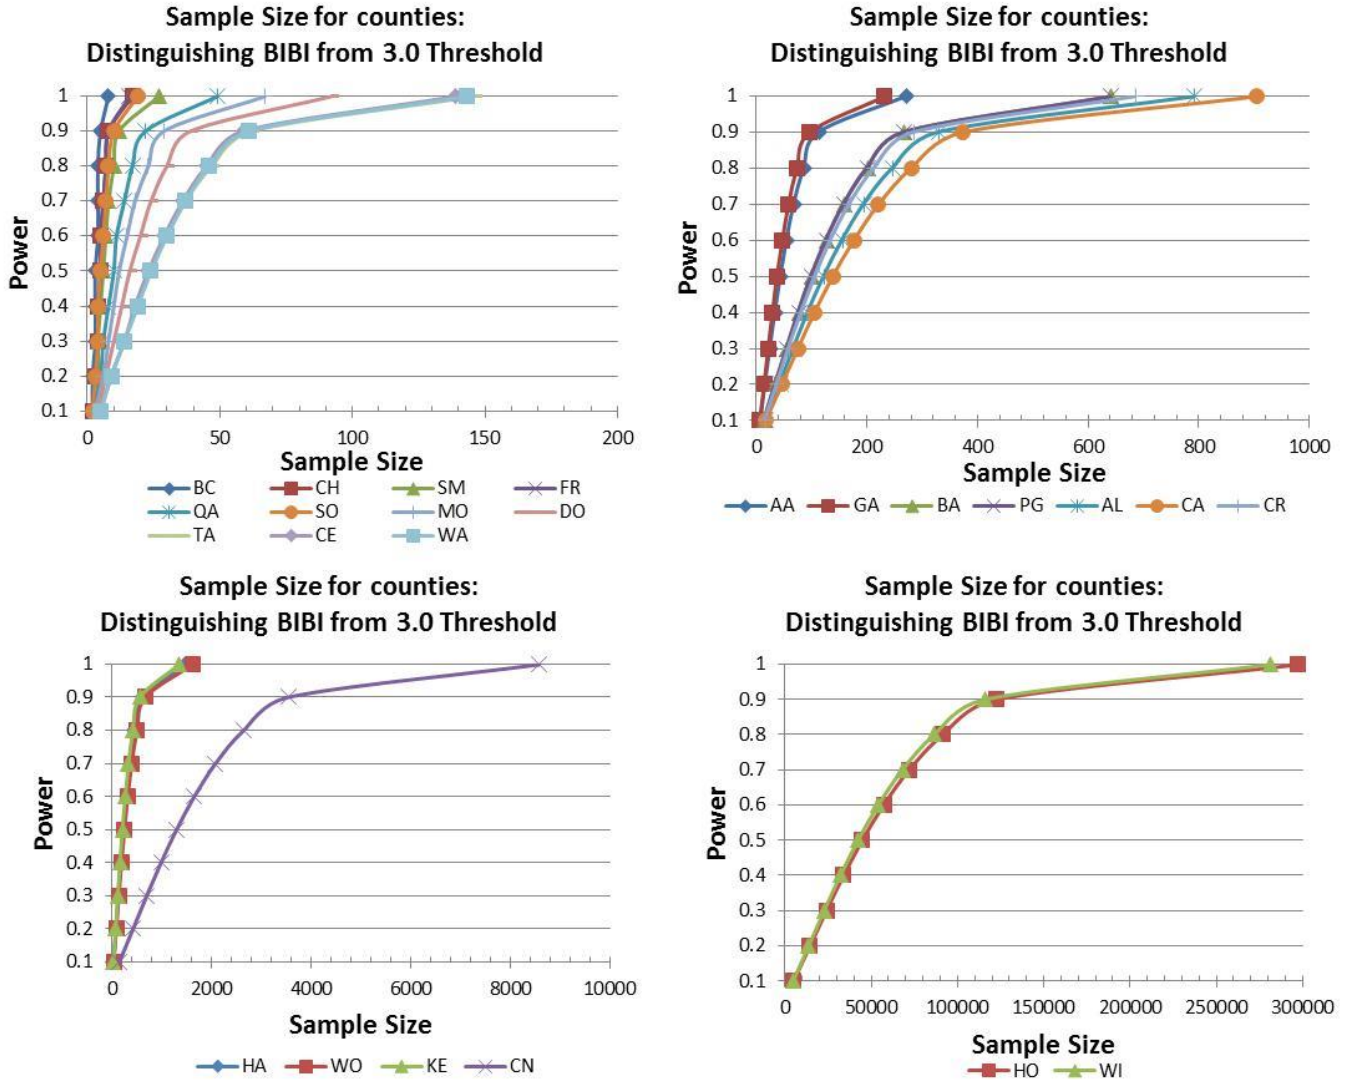 Sample Size for counties:
Distinguishing BIBI from 3.0 Threshold
1
0.9
0.8
0.7
0.6
0.5
0.4
0.3
0.2
0.1
Power
0 50 100 150 200
Sample Size
BC CH SM FR
QA SO MO DO
TA CE WA
Sample Size for counties:
Distinguishing BIBI from 3.0 Threshold
1
0.9
0.8
0.7
0.6
0.5
0.4
0.3
0.2
0.1
Power
0 200 400 600 800 1000
Sample Size
AA GA BA PG AL CA CR
Sample Size for counties:
Distinguishing BIBI from 3.0 Threshold
1
0.9
0.8
0.7
0.6
0.5
0.4
0.3
0.2
0.1
Power
0 2000 4000 6000 8000 10000
Sample Size
HA WO KE CN
Sample Size for counties:
Distinguishing BIBI from 3.0 Threshold
1
0.9
0.8
0.7
0.6
0.5
0.4
0.3
0.2
0.1
Power
0 50000 100000 150000 200000 250000 300000
Sample Size
HO WI